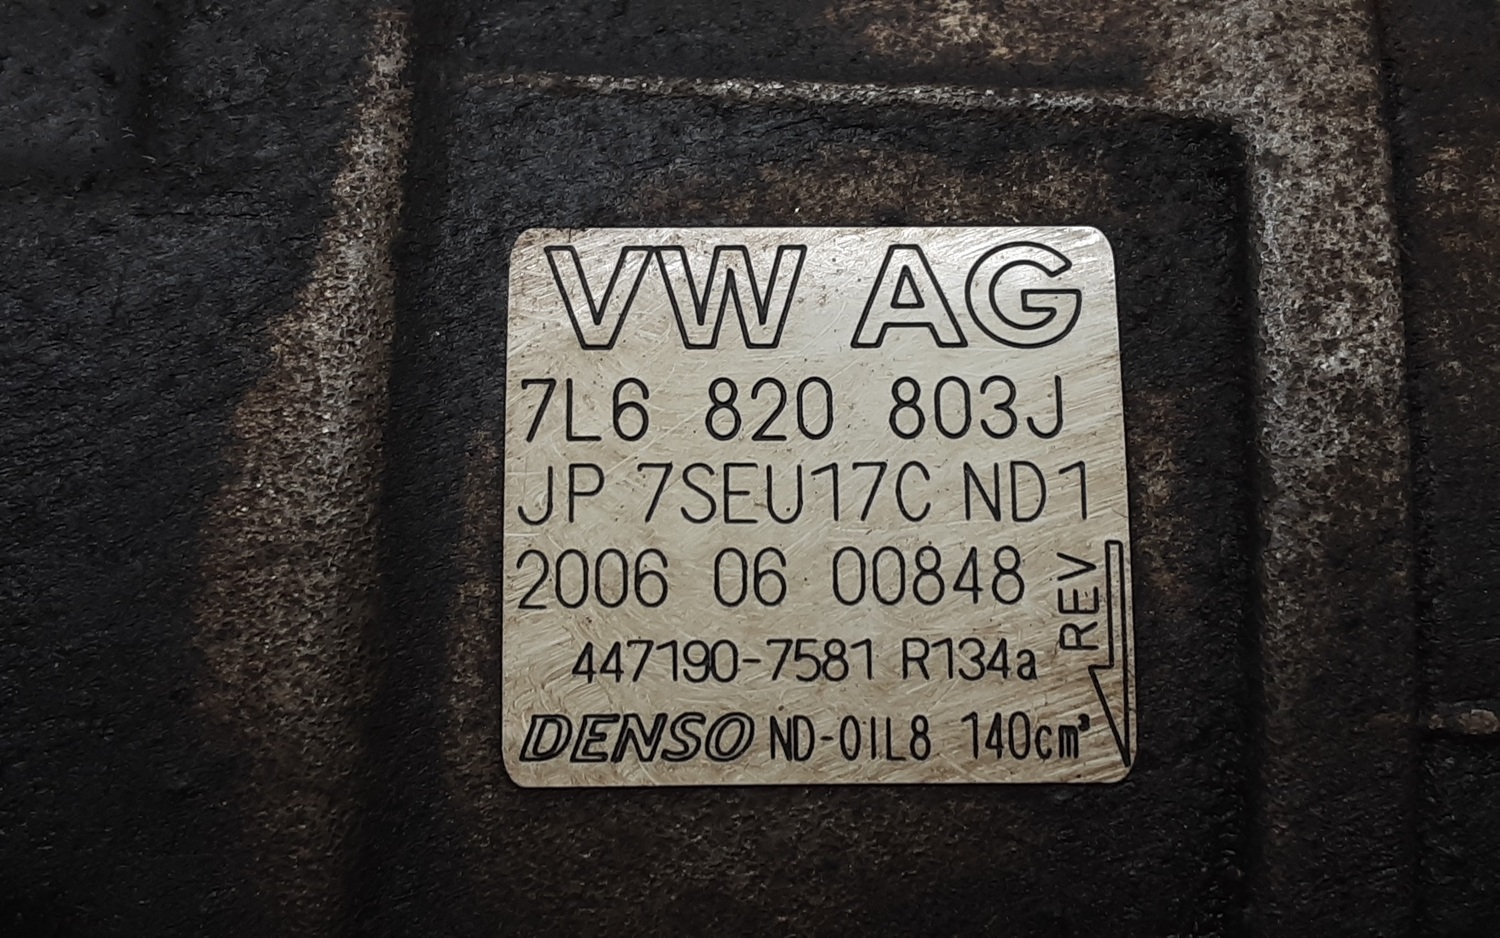 VW AG
7L6 820 803J
JP 7SEU17C ND1
2006 06 00848
REV
447190-7581 R134a
DENSO ND-OIL8 140cm³